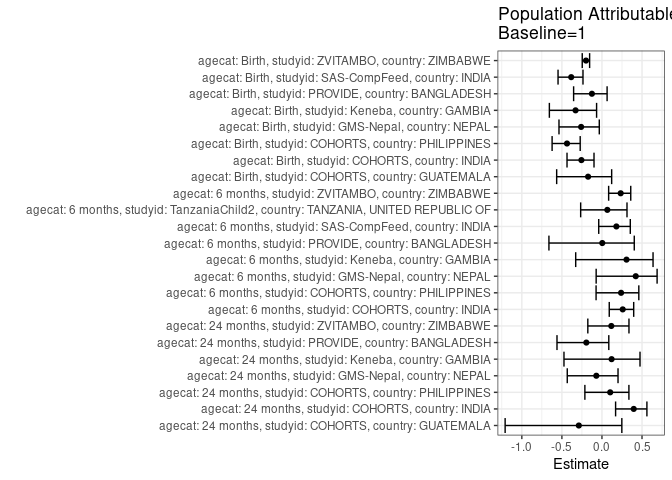 Population Attributable
Baseline=1
agecat: Birth, studyid: ZVITAMBO, country: ZIMBABWE
agecat: Birth, studyid: SAS-CompFeed, country: INDIA
agecat: Birth, studyid: PROVIDE, country: BANGLADESH
agecat: Birth, studyid: Keneba, country: GAMBIA
agecat: Birth, studyid: GMS-Nepal, country: NEPAL
agecat: Birth, studyid: COHORTS, country: PHILIPPINES
agecat: Birth, studyid: COHORTS, country: INDIA
agecat: Birth, studyid: COHORTS, country: GUATEMALA
agecat: 6 months, studyid: ZVITAMBO, country: ZIMBABWE
agecat: 6 months, studyid: TanzaniaChild2, country: TANZANIA, UNITED REPUBLIC OF
agecat: 6 months, studyid: SAS-CompFeed, country: INDIA
agecat: 6 months, studyid: PROVIDE, country: BANGLADESH
agecat: 6 months, studyid: Keneba, country: GAMBIA
agecat: 6 months, studyid: GMS-Nepal, country: NEPAL
agecat: 6 months, studyid: COHORTS, country: PHILIPPINES
agecat: 6 months, studyid: COHORTS, country: INDIA
agecat: 24 months, studyid: ZVITAMBO, country: ZIMBABWE
agecat: 24 months, studyid: PROVIDE, country: BANGLADESH
agecat: 24 months, studyid: Keneba, country: GAMBIA
agecat: 24 months, studyid: GMS-Nepal, country: NEPAL
agecat: 24 months, studyid: COHORTS, country: PHILIPPINES
agecat: 24 months, studyid: COHORTS, country: INDIA
agecat: 24 months, studyid: COHORTS, country: GUATEMALA
-1.0 -0.5 0.0 0.5
Estimate